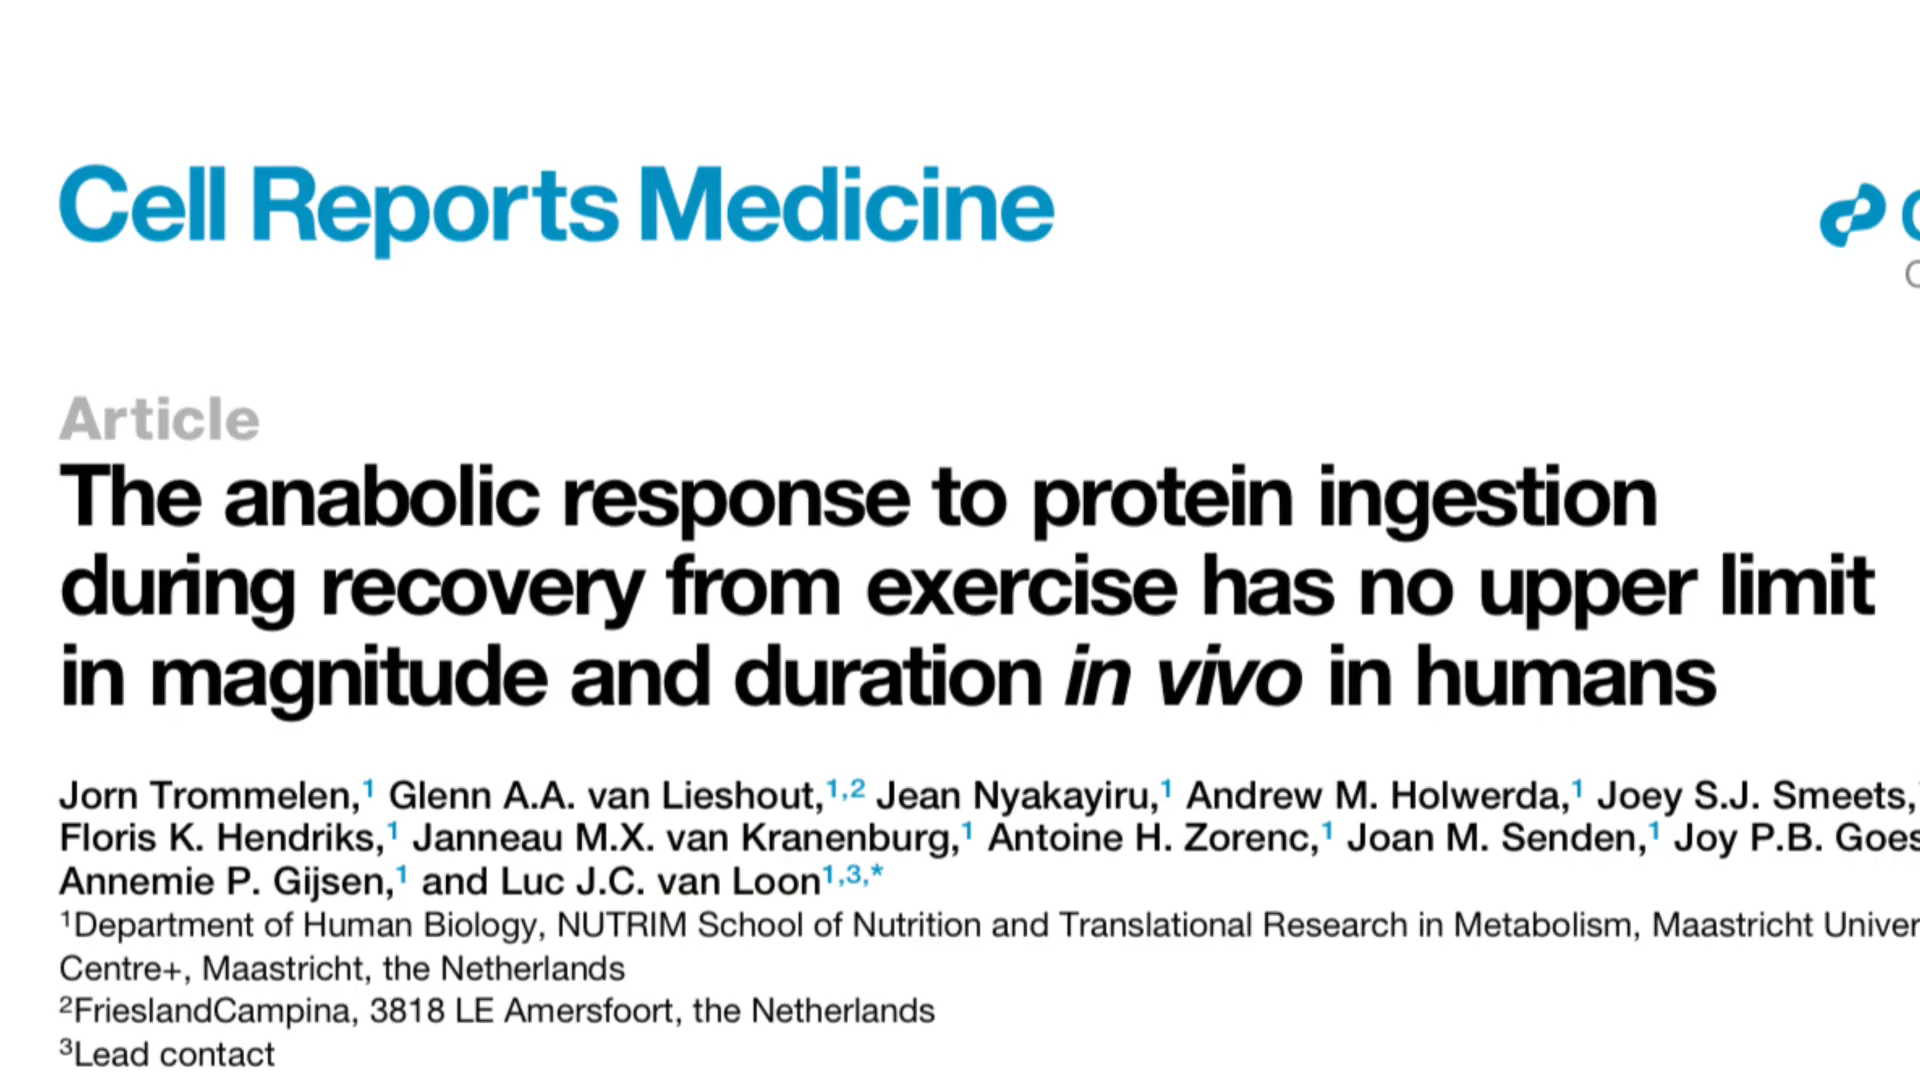 Cell Reports Medicine
Article
The anabolic response to protein ingestion
during recovery from exercise has no upper limit
in magnitude and duration in vivo in humans
Jorn Trommelen,1 Glenn A.A. van Lieshout,1,2 Jean Nyakayiru,1 Andrew M. Holwerda,1 Joey S.J. Smeets,
Floris K. Hendriks,1 Janneau M.X. van Kranenburg,1 Antoine H. Zorenc,1 Joan M. Senden,1 Joy P.B. Goes
Annemie P. Gijsen,1 and Luc J.C. van Loon1,3,*
1Department of Human Biology, NUTRIM School of Nutrition and Translational Research in Metabolism, Maastricht Univer
Centre+, Maastricht, the Netherlands
2FrieslandCampina, 3818 LE Amersfoort, the Netherlands
3Lead contact